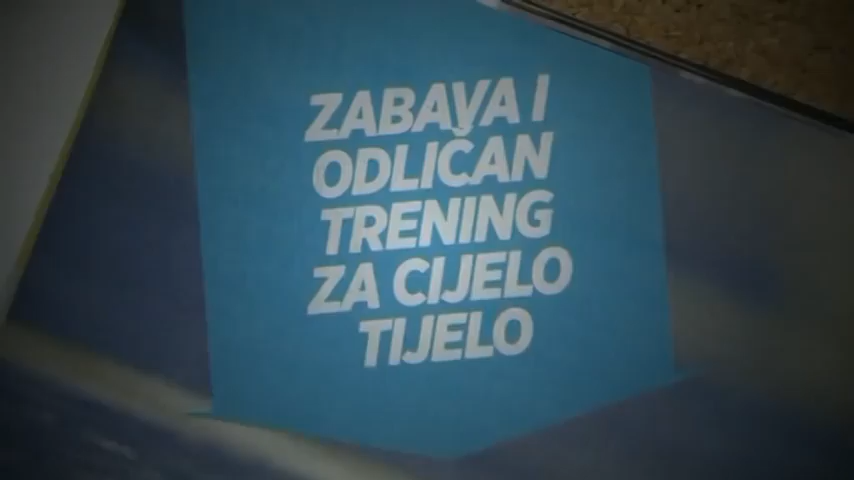 ZABAVA I
ODLIČAN
TRENING
ZA CIJELO
TIJELO